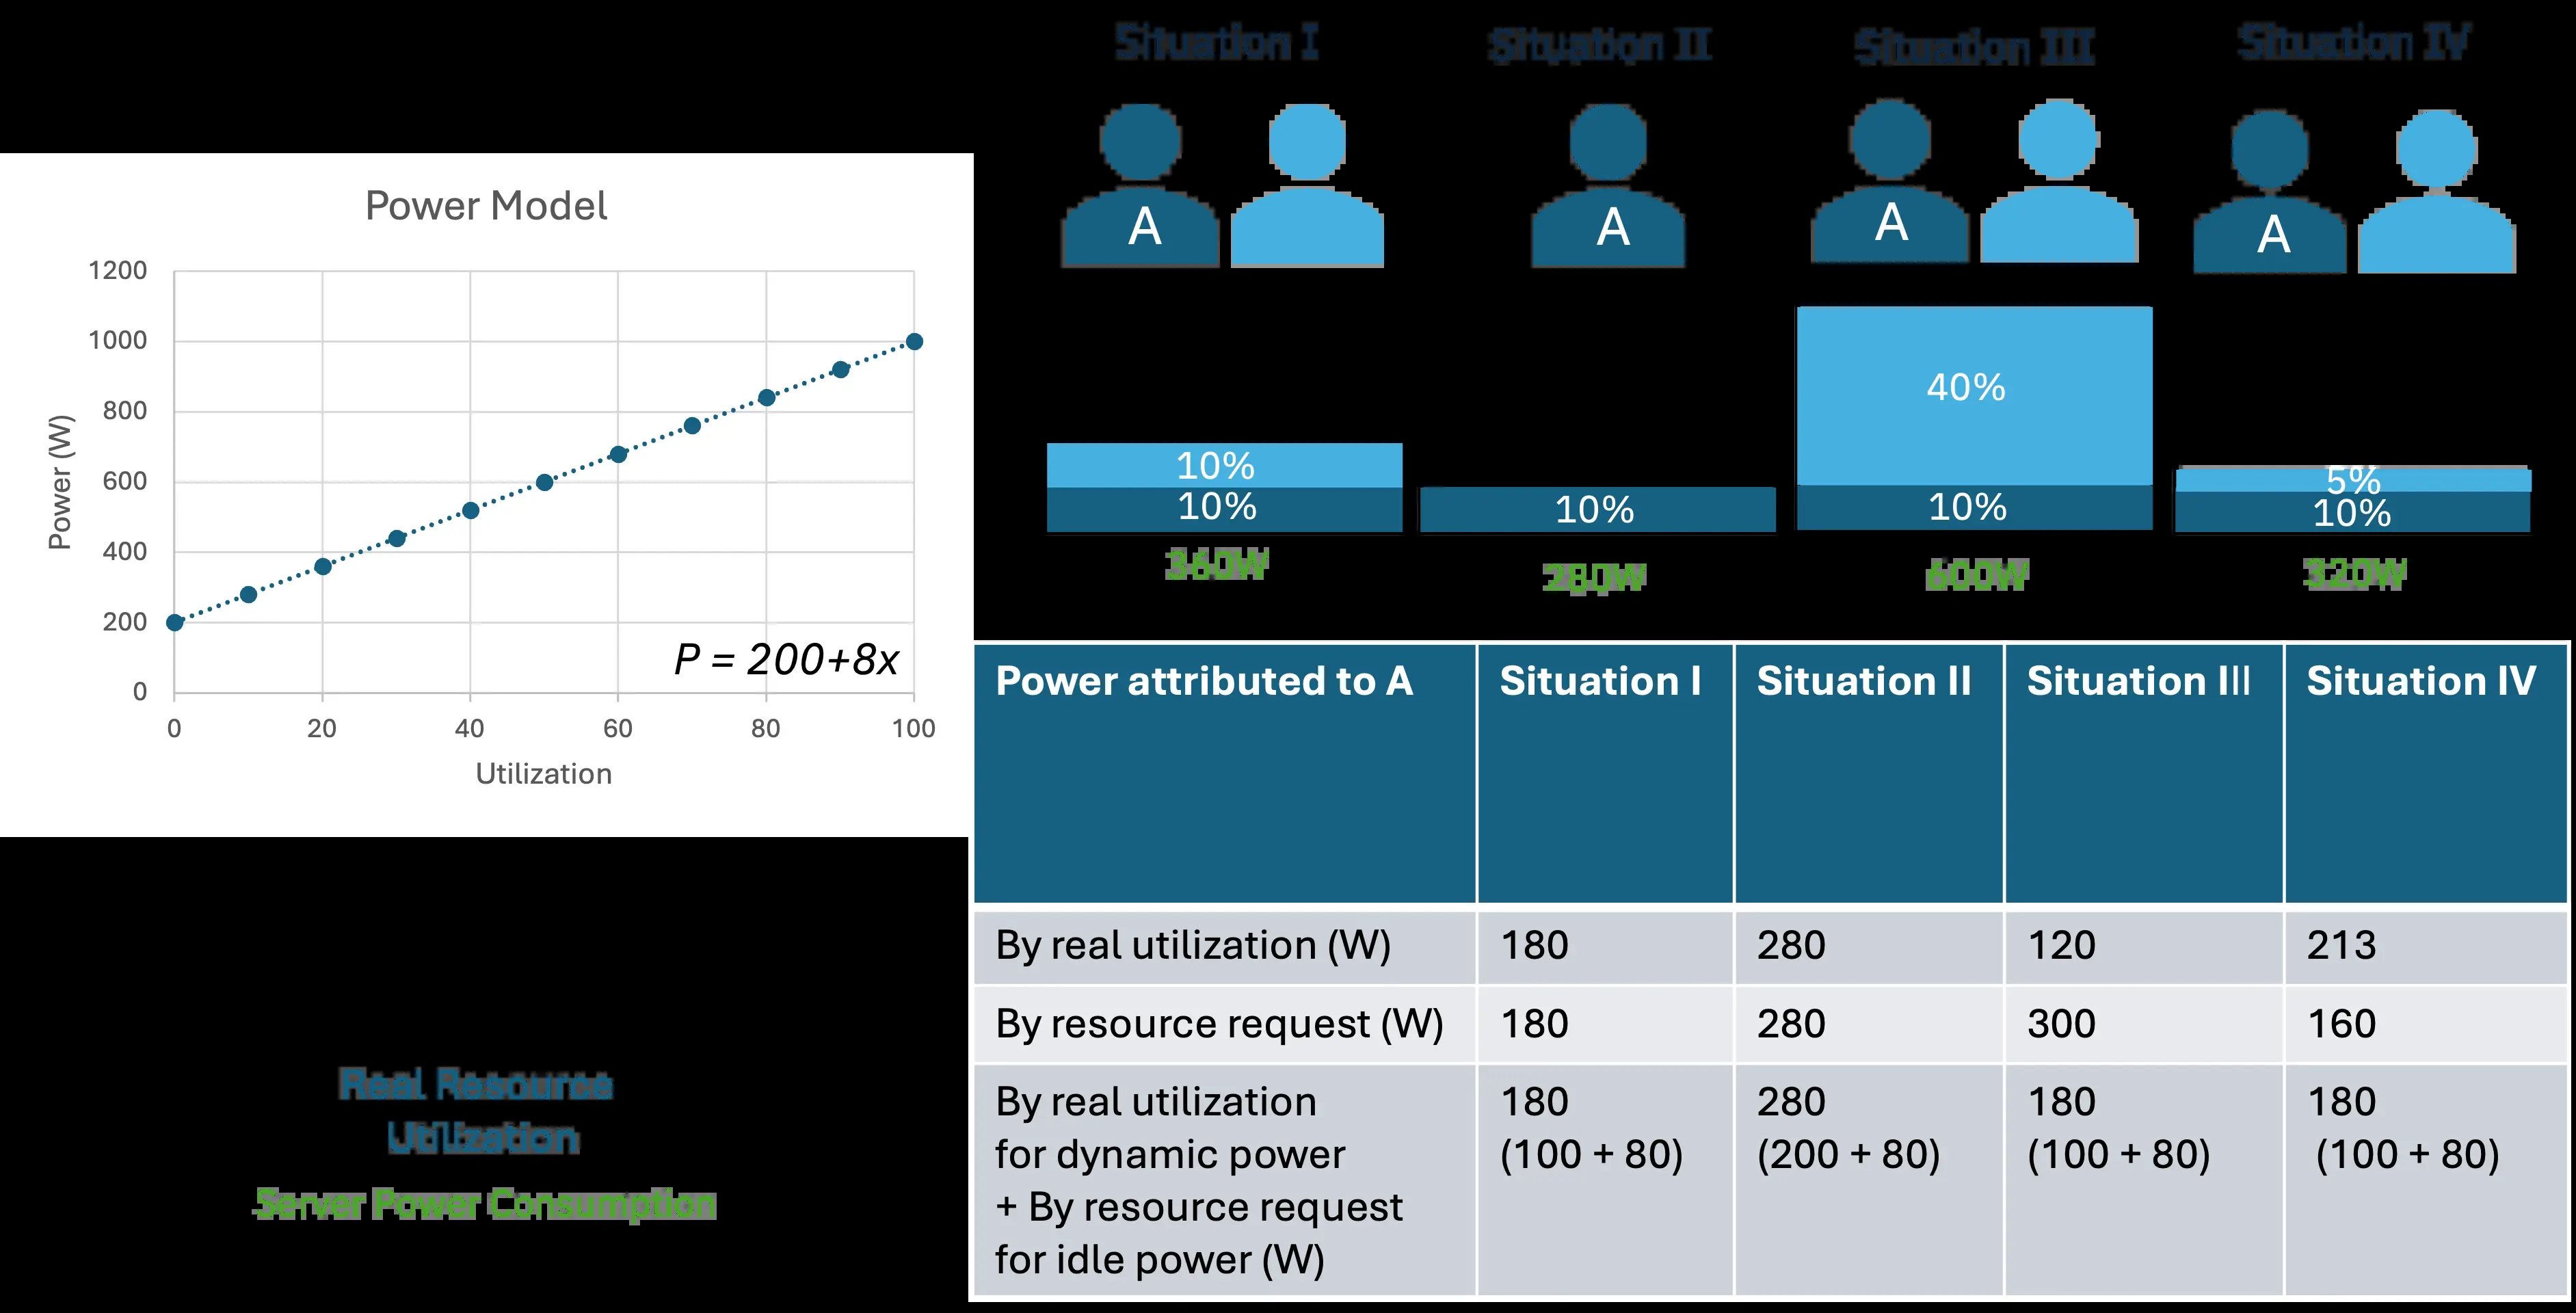 Situation I
Situation II
Situation III
Situation IV
A
A
A
A
Power Model
1200
1000
800
600
400
200
0
Power (W)
P = 200+8x
0
20
40
60
80
100
Utilization
10%
10%
10%
40%
10%
5%
10%
360W
280W
600W
320W
Power attributed to A
Situation I
Situation II
Situation III
Situation IV
By real utilization (W)
180
280
120
213
By resource request (W)
180
280
300
160
By real utilization
for dynamic power
+ By resource request
for idle power (W)
180
(100 + 80)
280
(200 + 80)
180
(100 + 80)
180
(100 + 80)
Real Resource
Utilization
Server Power Consumption